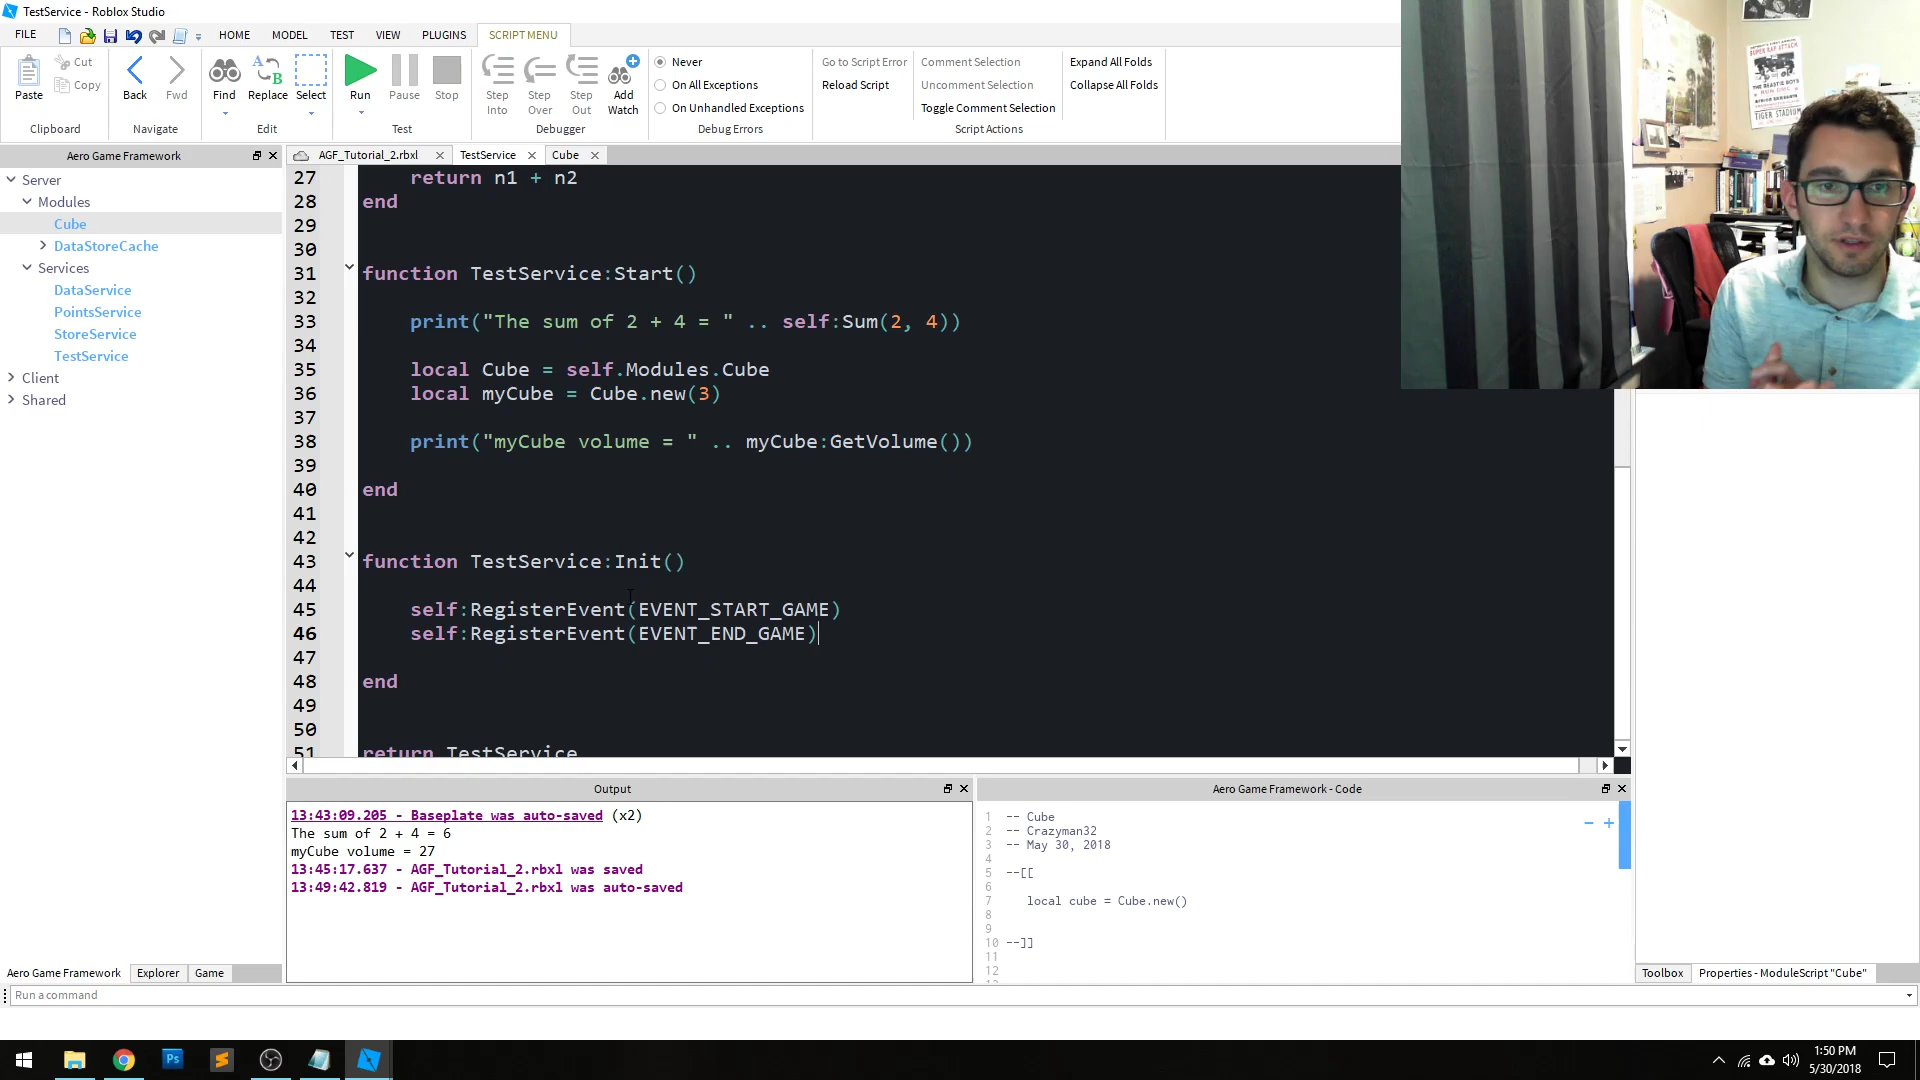 TestService - Roblox Studio
FILE
HOME
MODEL
TEST
VIEW
PLUGINS
SCRIPT MENU
Paste
Cut
Copy
Clipboard
Back
Fwd
Navigate
Find
Replace
Select
Edit
Run
Pause
Stop
Test
Step Into
Step Over
Step Out
Add Watch
Debugger
Never
On All Exceptions
On Unhandled Exceptions
Debug Errors
Go to Script Error
Reload Script
Comment Selection
Uncomment Selection
Toggle Comment Selection
Script Actions
Expand All Folds
Collapse All Folds
Aero Game Framework
Server
Modules
Cube
DataStoreCache
Services
DataService
PointsService
StoreService
TestService
Client
Shared
AGF_Tutorial_2.rbxl
TestService
Cube
27 return n1 + n2
28 end
29
30
31 function TestService:Start()
32
33 print("The sum of 2 + 4 = " .. self:Sum(2, 4))
34
35 local Cube = self.Modules.Cube
36 local myCube = Cube.new(3)
37
38 print("myCube volume = " .. myCube:GetVolume())
39
40 end
41
42
43 function TestService:Init()
44
45 self:RegisterEvent(EVENT_START_GAME)
46 self:RegisterEvent(EVENT_END_GAME)
47
48 end
49
50
51 return TestService
TIGER STADIUM
Output
13:43:09.205 - Baseplate was auto-saved (x2)
The sum of 2 + 4 = 6
myCube volume = 27
13:45:17.637 - AGF_Tutorial_2.rbxl was saved
13:49:42.819 - AGF_Tutorial_2.rbxl was auto-saved
Aero Game Framework - Code
1 -- Cube
2 -- Crazyman32
3 -- May 30, 2018
4
5 --[[
6
7 local cube = Cube.new()
8
9
10 --]]
11
12
Aero Game Framework
Explorer
Game
Toolbox
Properties - ModuleScript "Cube"
Run a command
Ps
1:50 PM
5/30/2018